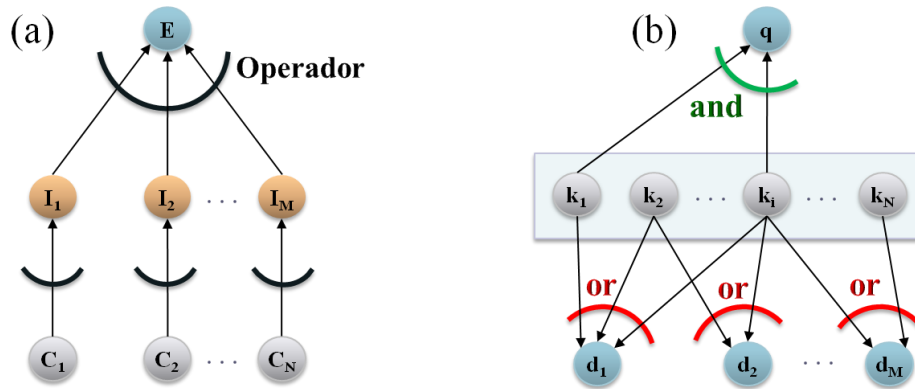 (a)
E
Operador
I1
I2
. . .
IM
C1
C2
. . .
CN
(b)
q
and
k1
k2
. . .
ki
. . .
kN
or
or
or
d1
d2
. . .
dM